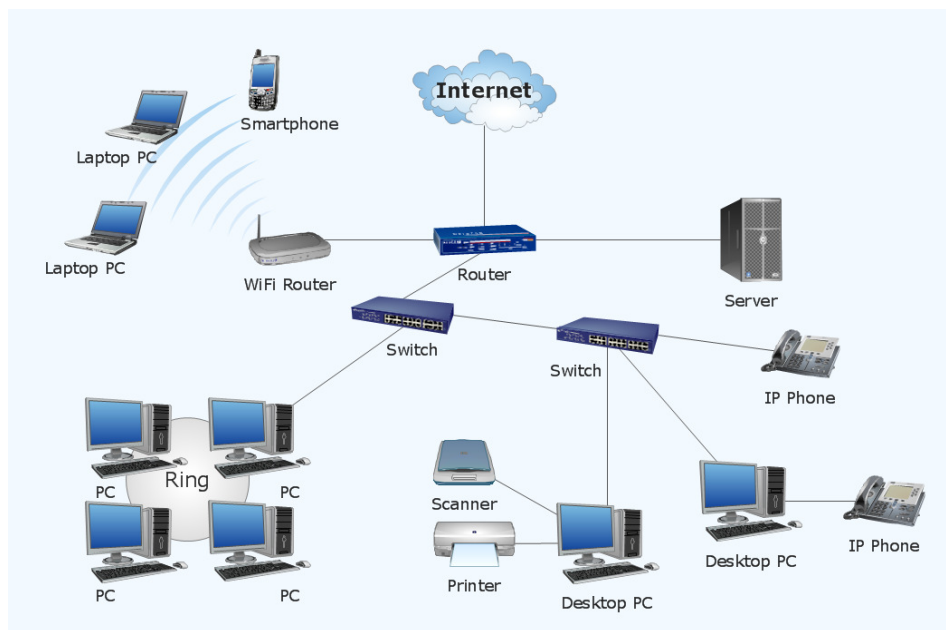 Internet
Smartphone
Laptop PC
Laptop PC
WiFi Router
Router
Server
Switch
Switch
IP Phone
Ring
PC
PC
PC
PC
Scanner
Printer
Desktop PC
Desktop PC
IP Phone